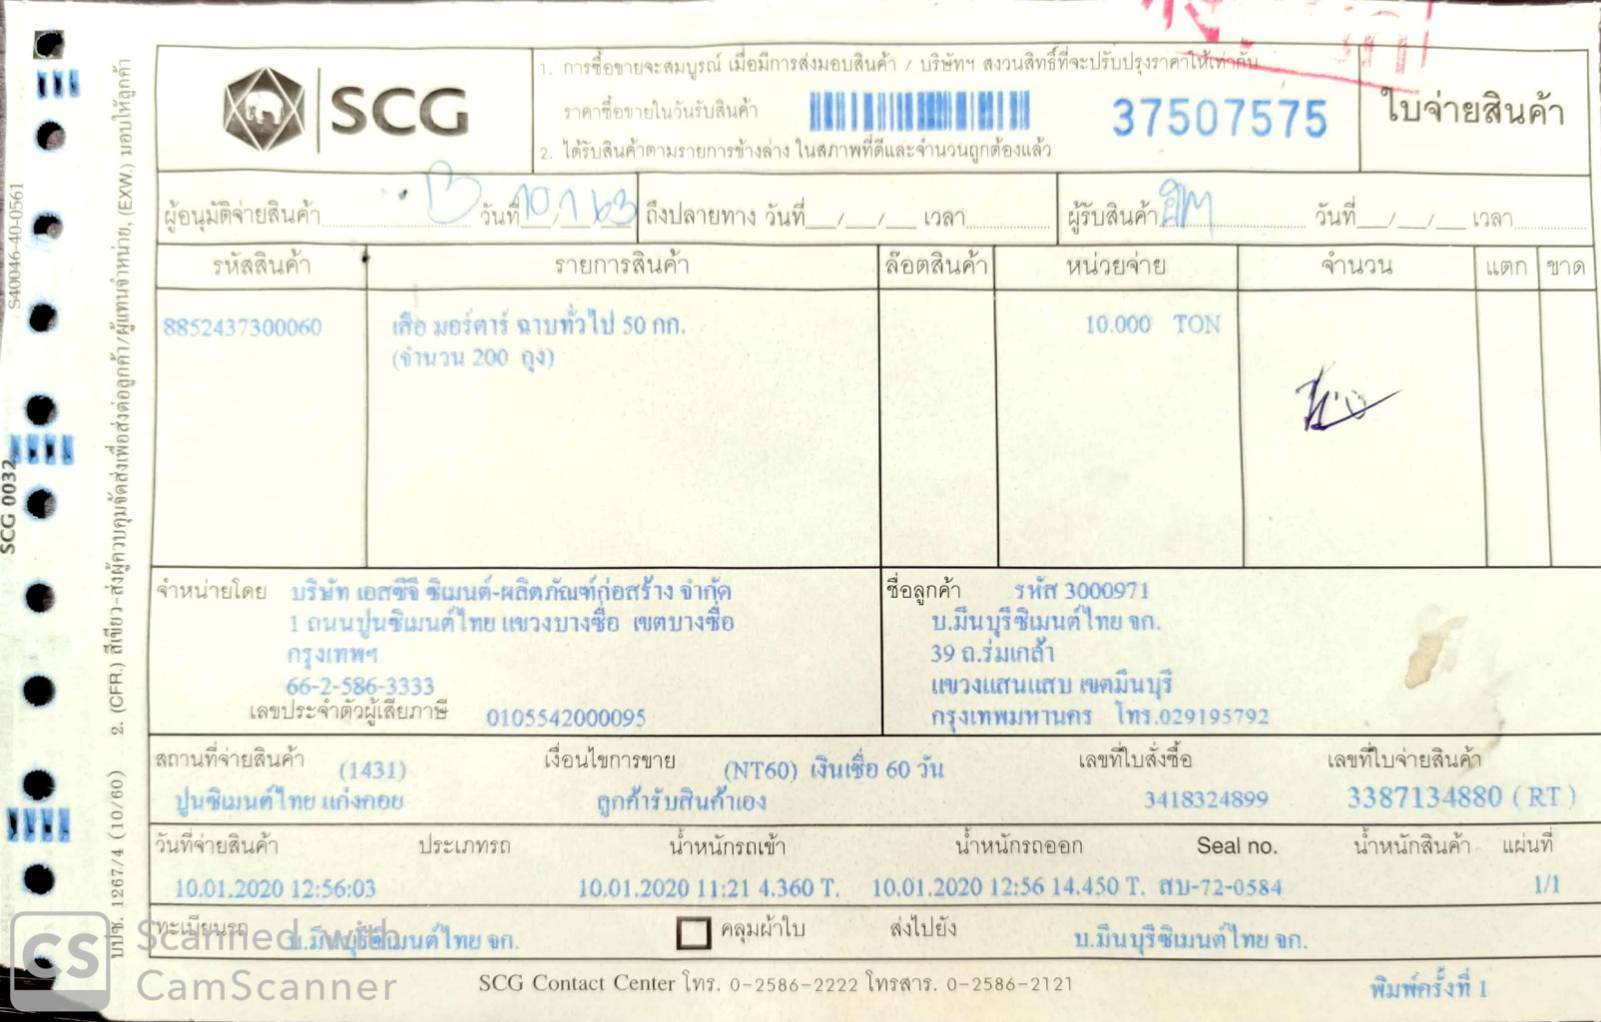 SCG
1. การซื้อขายจะสมบูรณ์ เมื่อมีการส่งมอบสินค้า / บริษัทฯ สงวนสิทธิ์ที่จะปรับปรุงราคาให้เท่ากับ
ราคาซื้อขายในวันรับสินค้า
37507575
2. ได้รับสินค้าตามรายการข้างล่าง ในสภาพที่ดีและจำนวนถูกต้องแล้ว
ใบจ่ายสินค้า
ผู้อนุมัติจ่ายสินค้า วันที่ 10/1/63 ถึงปลายทาง วันที่__/__/__ เวลา ผู้รับสินค้า วันที่__/__/__ เวลา
รหัสสินค้า รายการสินค้า ล๊อตสินค้า หน่วยจ่าย จำนวน แตก ขาด
8852437300060 เสือ มอร์ตาร์ ฉาบทั่วไป 50 กก. 10.000 TON
(จำนวน 200 ถุง)
จำหน่ายโดย บริษัท เอสซีจี ซิเมนต์-ผลิตภัณฑ์ก่อสร้าง จำกัด
1 ถนนปูนซิเมนต์ไทย แขวงบางซื่อ เขตบางซื่อ
กรุงเทพฯ
66-2-586-3333
เลขประจำตัวผู้เสียภาษี 0105542000095
ชื่อลูกค้า รหัส 3000971
บ.มีนบุรีซิเมนต์ไทย จก.
39 ถ.ร่มเกล้า
แขวงแสนแสบ เขตมีนบุรี
กรุงเทพมหานคร โทร.029195792
สถานที่จ่ายสินค้า (1431) เงื่อนไขการขาย (NT60) เงินเชื่อ 60 วัน เลขที่ใบสั่งซื้อ เลขที่ใบจ่ายสินค้า
ปูนซิเมนต์ไทย แก่งคอย ลูกค้ารับสินค้าเอง 3418324899 3387134880 (RT)
วันที่จ่ายสินค้า ประเภทรถ น้ำหนักรถเข้า น้ำหนักรถออก Seal no. น้ำหนักสินค้า แผ่นที่
10.01.2020 12:56:03 10.01.2020 11:21 4.360 T. 10.01.2020 12:56 14.450 T. สบ-72-0584 1/1
ทะเบียนรถ บ.มีนบุรีซิเมนต์ไทย จก. คลุมผ้าใบ ส่งไปยัง บ.มีนบุรีซิเมนต์ไทย จก.
SCG Contact Center โทร. 0-2586-2222 โทรสาร. 0-2586-2121
พิมพ์ครั้งที่ 1
S40046-40-0561
SCG 0032
บปซ. 1267/4 (10/60) 2. (CFR.) สีเขียว-ส่งผู้ควบคุมจัดส่งเพื่อส่งต่อลูกค้า/ผู้แทนจำหน่าย, (EXW.) มอบให้ลูกค้า
CS Scanned with
CamScanner